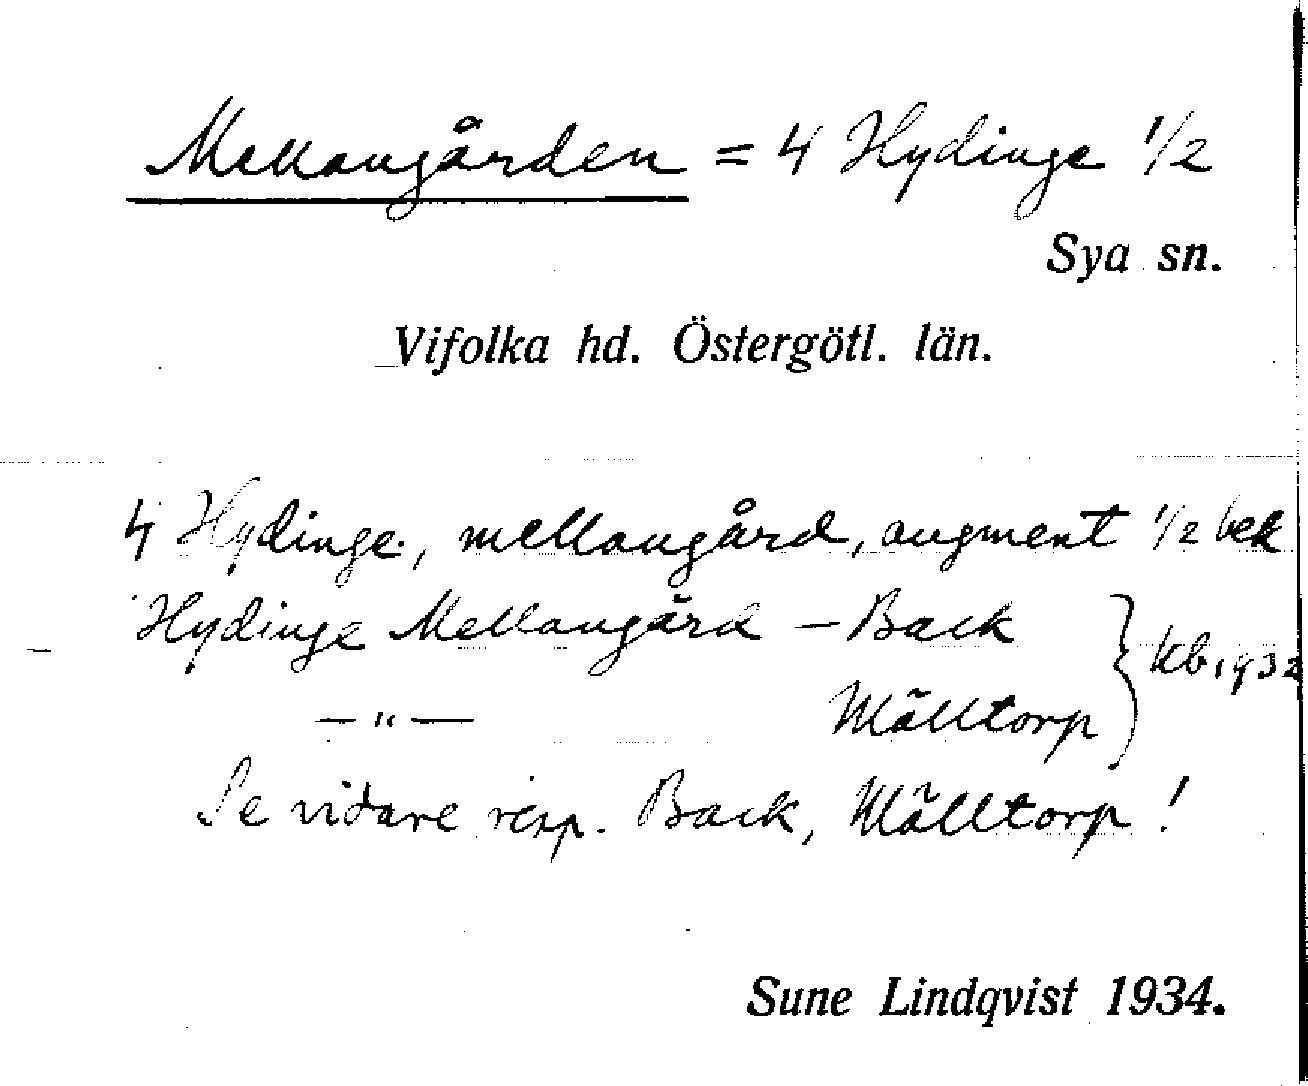 Mellangården = 4 Hydinge 1/2
Sya sn.
Vifolka hd. Östergötl. län.
4 Hydinge, mellangård, augment 1/2 bek
Hydinge Mellangård – Back } kb 1932
—"— Mälltorp
Se vidare resp. Back, Mälltorp!
Sune Lindqvist 1934.